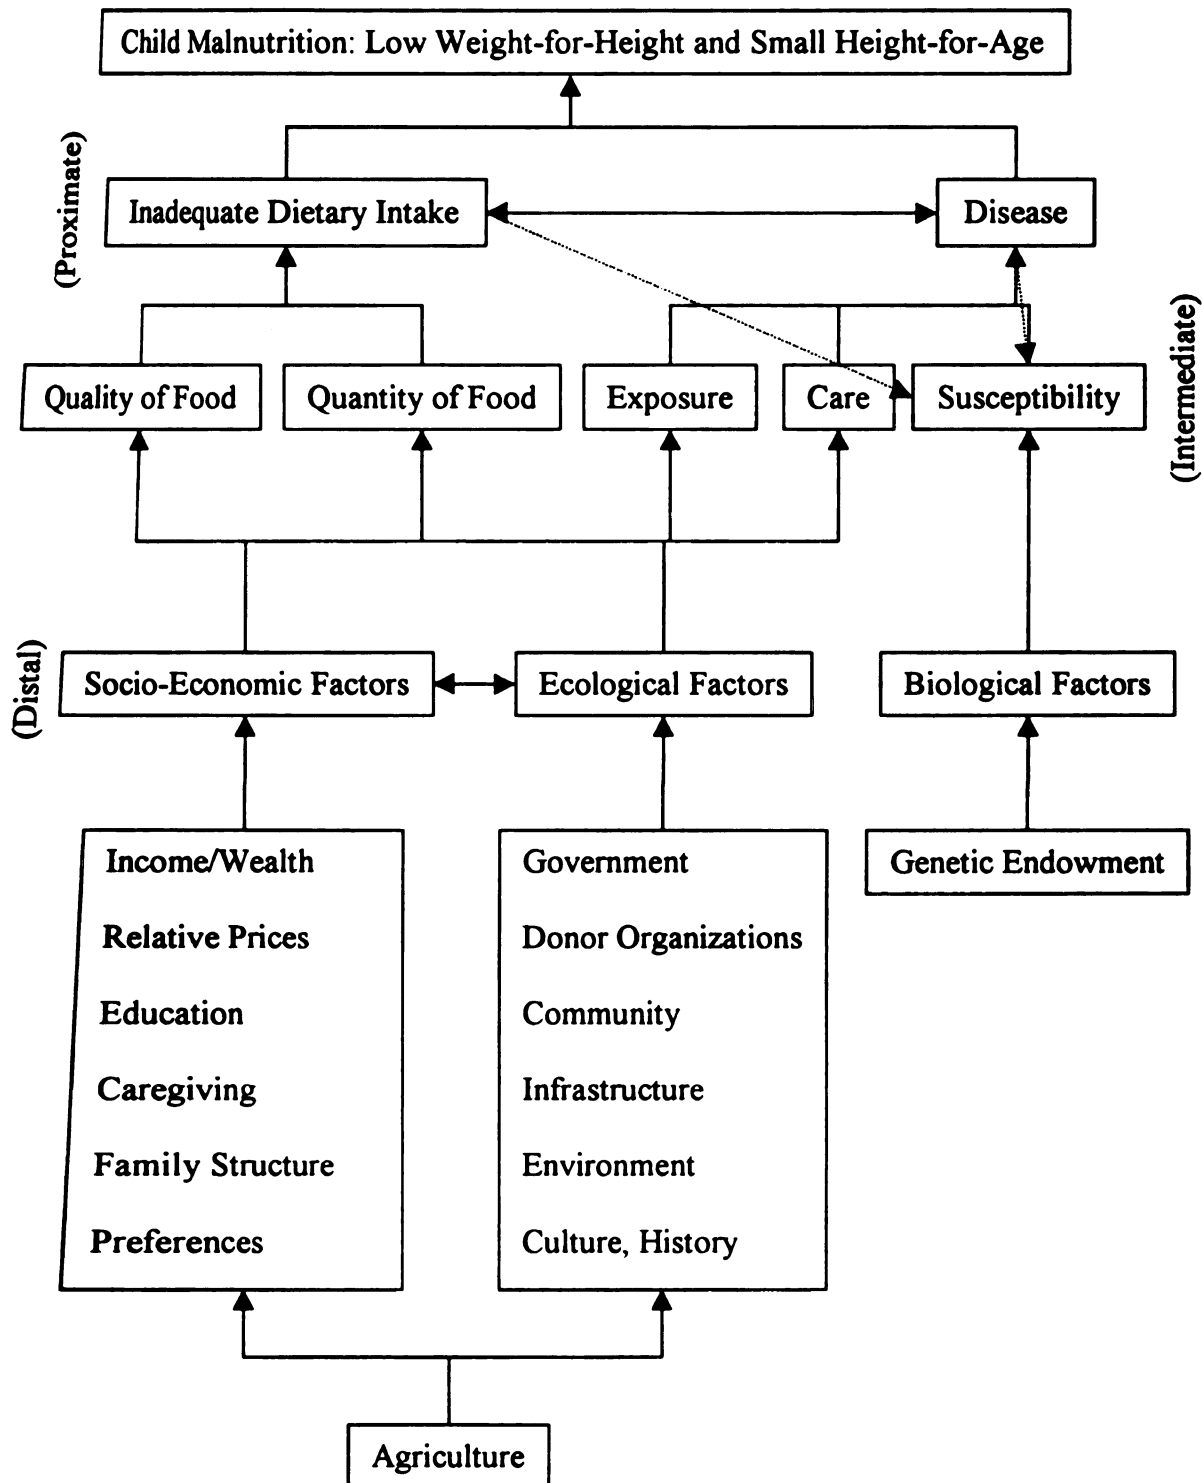 Child Malnutrition: Low Weight-for-Height and Small Height-for-Age
(Proximate)
Inadequate Dietary Intake
Disease
(Intermediate)
Quality of Food
Quantity of Food
Exposure
Care
Susceptibility
(Distal)
Socio-Economic Factors
Ecological Factors
Biological Factors
Income/Wealth
Relative Prices
Education
Caregiving
Family Structure
Preferences
Government
Donor Organizations
Community
Infrastructure
Environment
Culture, History
Genetic Endowment
Agriculture